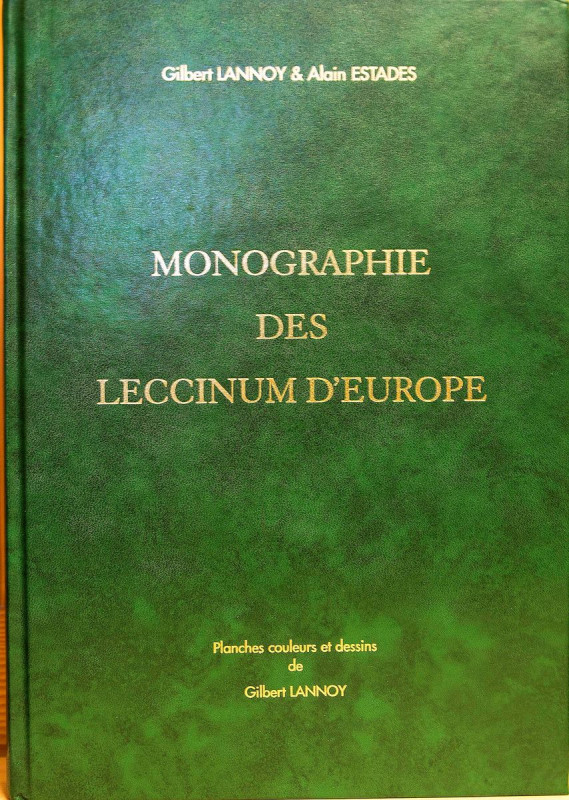 Gilbert LANNOY & Alain ESTADES
MONOGRAPHIE
DES
LECCINUM D'EUROPE
Planches couleurs et dessins
de
Gilbert LANNOY